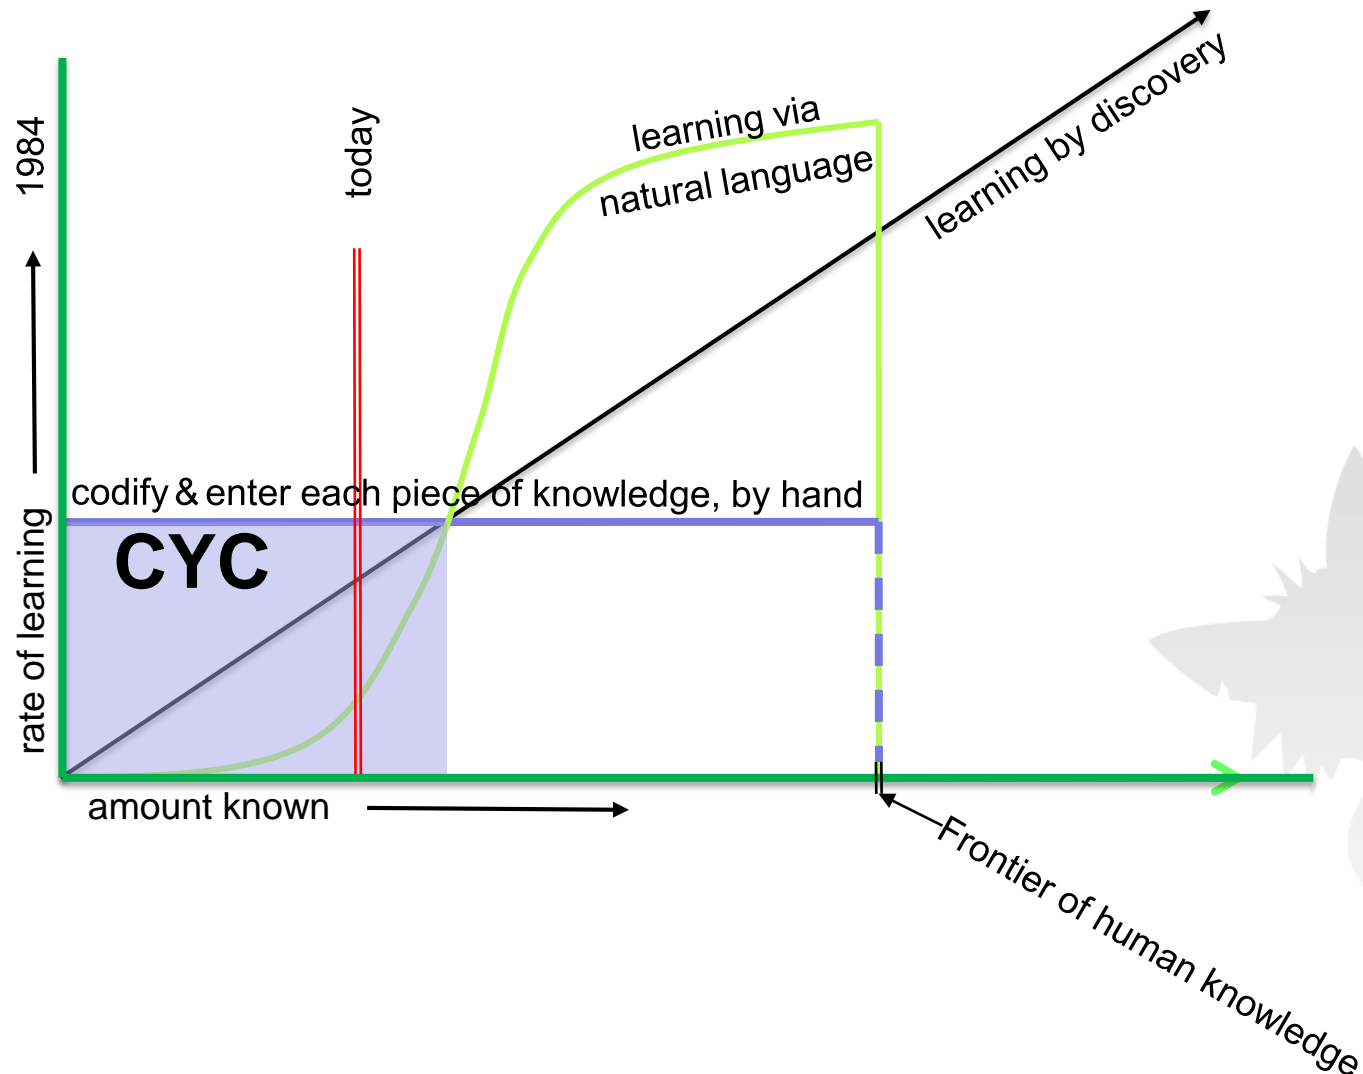 1984
today
learning via
natural language
learning by discovery
codify & enter each piece of knowledge, by hand
CYC
rate of learning
amount known
Frontier of human knowledge